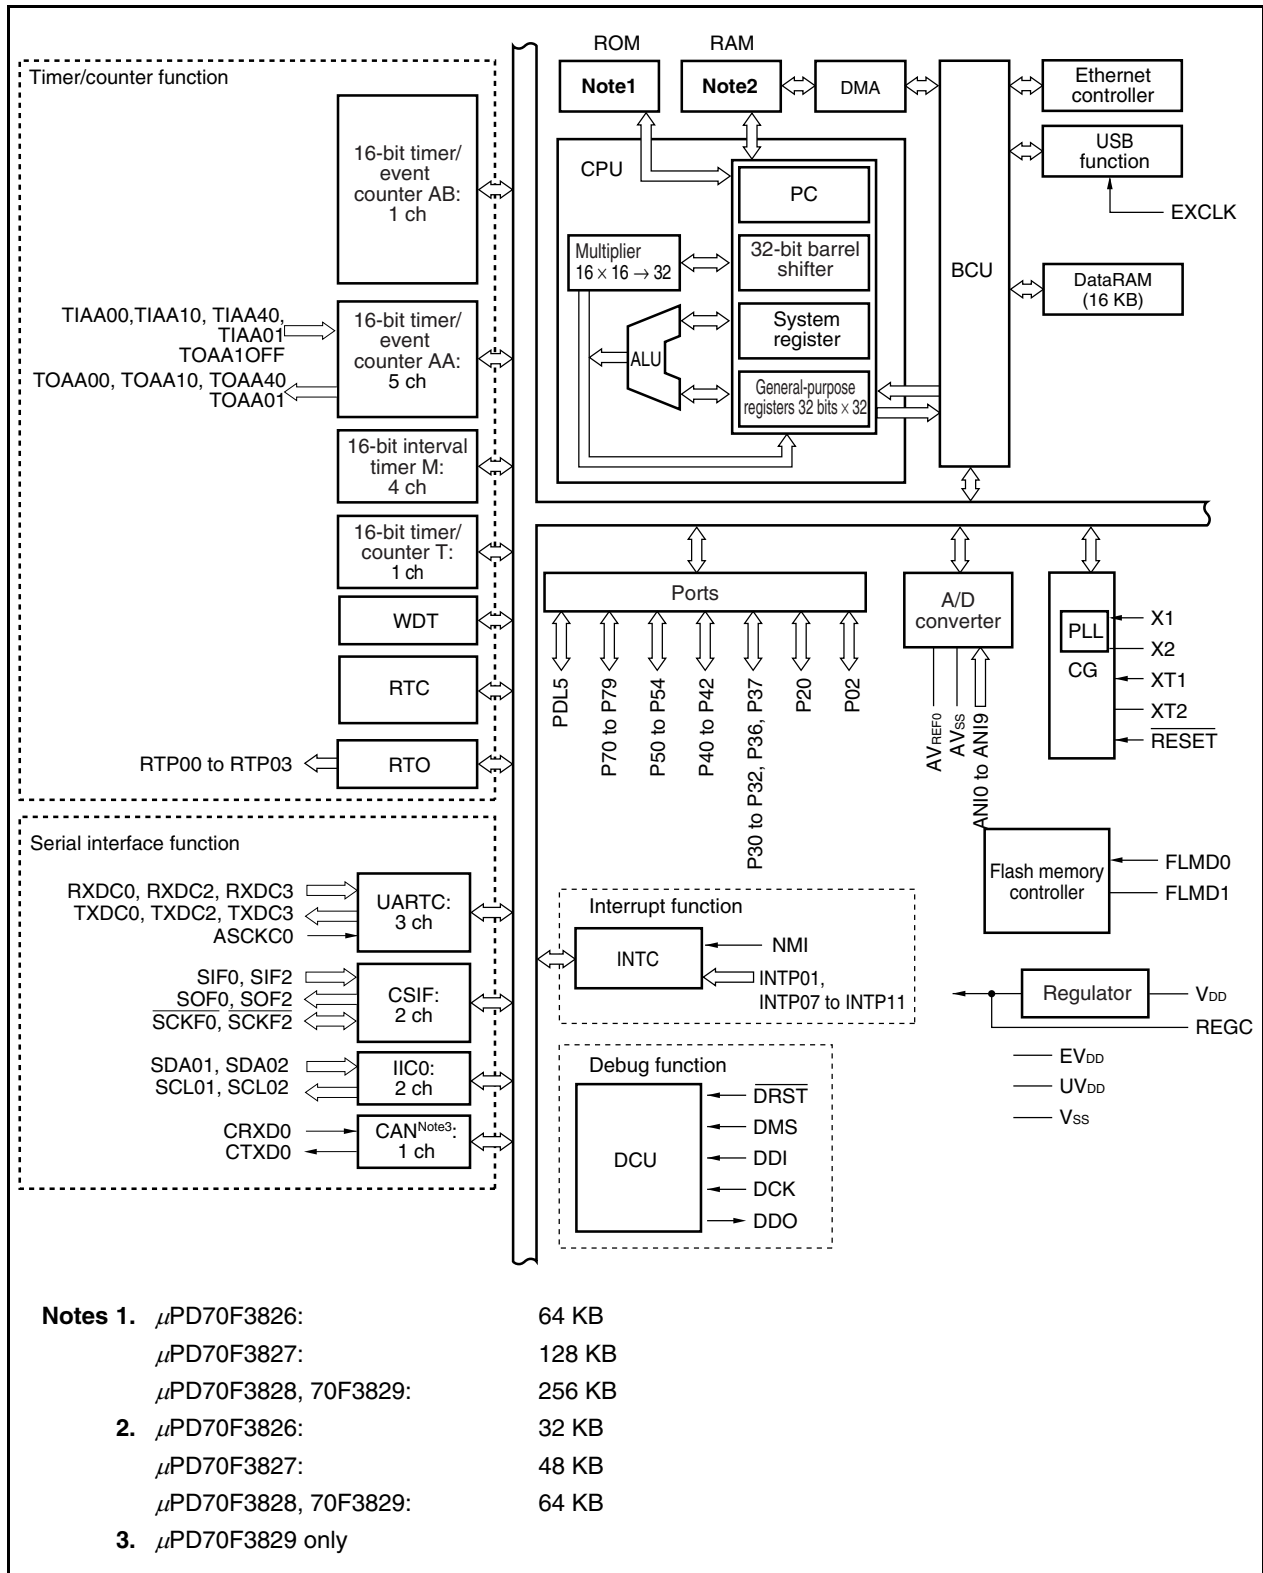 Timer/counter function
16-bit timer/
event
counter AB:
1 ch
TIAA00,TIAA10, TIAA40,
TIAA01
TOAA1OFF
TOAA00, TOAA10, TOAA40
TOAA01
16-bit timer/
event
counter AA:
5 ch
16-bit interval
timer M:
4 ch
16-bit timer/
counter T:
1 ch
WDT
RTC
RTP00 to RTP03
RTO
Serial interface function
RXDC0, RXDC2, RXDC3
TXDC0, TXDC2, TXDC3
ASCKC0
UARTC:
3 ch
SIF0, SIF2
SOF0, SOF2
SCKF0, SCKF2
CSIF:
2 ch
SDA01, SDA02
SCL01, SCL02
IIC0:
2 ch
CRXD0
CTXD0
CANNote3:
1 ch
ROM
Note1
RAM
Note2
DMA
CPU
PC
Multiplier
16 × 16 → 32
32-bit barrel
shifter
ALU
System
register
General-purpose
registers 32 bits × 32
BCU
Ethernet
controller
USB
function
EXCLK
DataRAM
(16 KB)
Ports
PDL5
P70 to P79
P50 to P54
P40 to P42
P30 to P32, P36, P37
P20
P02
A/D
converter
AVREF0
AVSS
ANI0 to ANI9
PLL
CG
X1
X2
XT1
XT2
RESET
Flash memory
controller
FLMD0
FLMD1
Interrupt function
INTC
NMI
INTP01,
INTP07 to INTP11
Regulator
VDD
REGC
EVDD
UVDD
VSS
Debug function
DCU
DRST
DMS
DDI
DCK
DDO
Notes 1. μPD70F3826: 64 KB
μPD70F3827: 128 KB
μPD70F3828, 70F3829: 256 KB
2. μPD70F3826: 32 KB
μPD70F3827: 48 KB
μPD70F3828, 70F3829: 64 KB
3. μPD70F3829 only